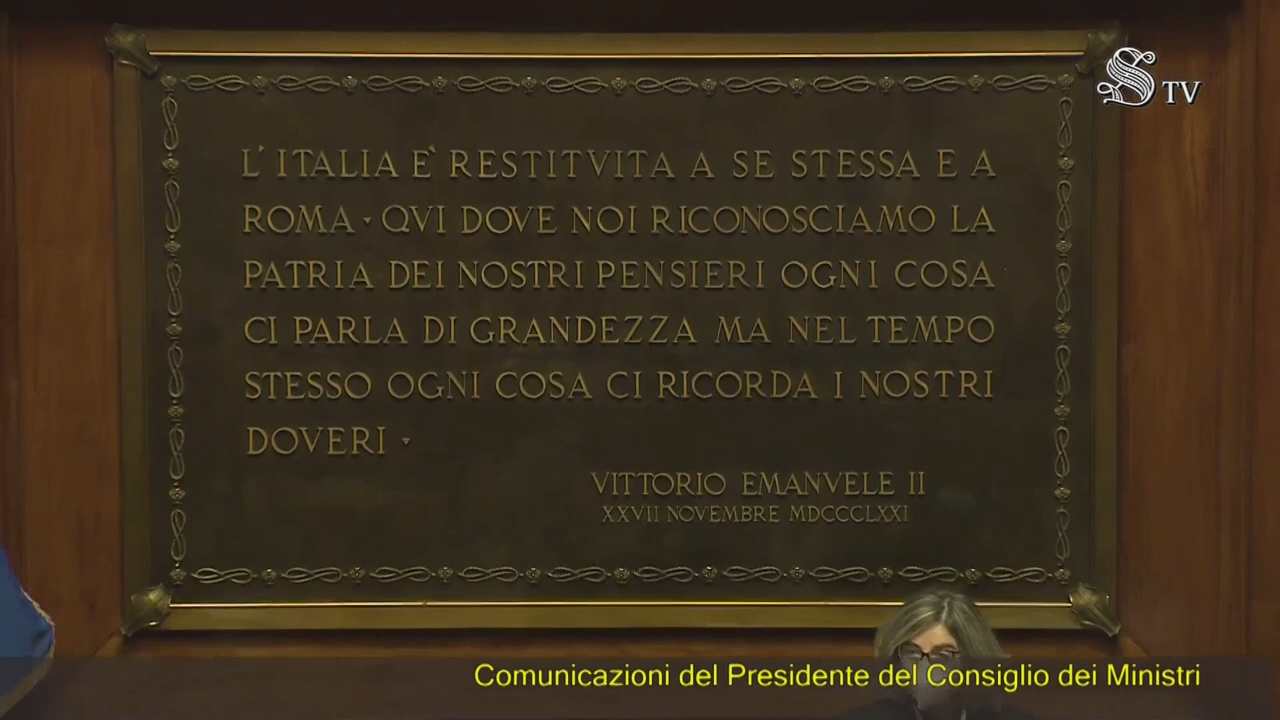 S TV
L'ITALIA E` RESTITVITA A SE STESSA E A
ROMA · QVI DOVE NOI RICONOSCIAMO LA
PATRIA DEI NOSTRI PENSIERI OGNI COSA
CI PARLA DI GRANDEZZA MA NEL TEMPO
STESSO OGNI COSA CI RICORDA I NOSTRI
DOVERI ·
VITTORIO EMANVELE II
XXVII NOVEMBRE MDCCCLXXI
Comunicazioni del Presidente del Consiglio dei Ministri